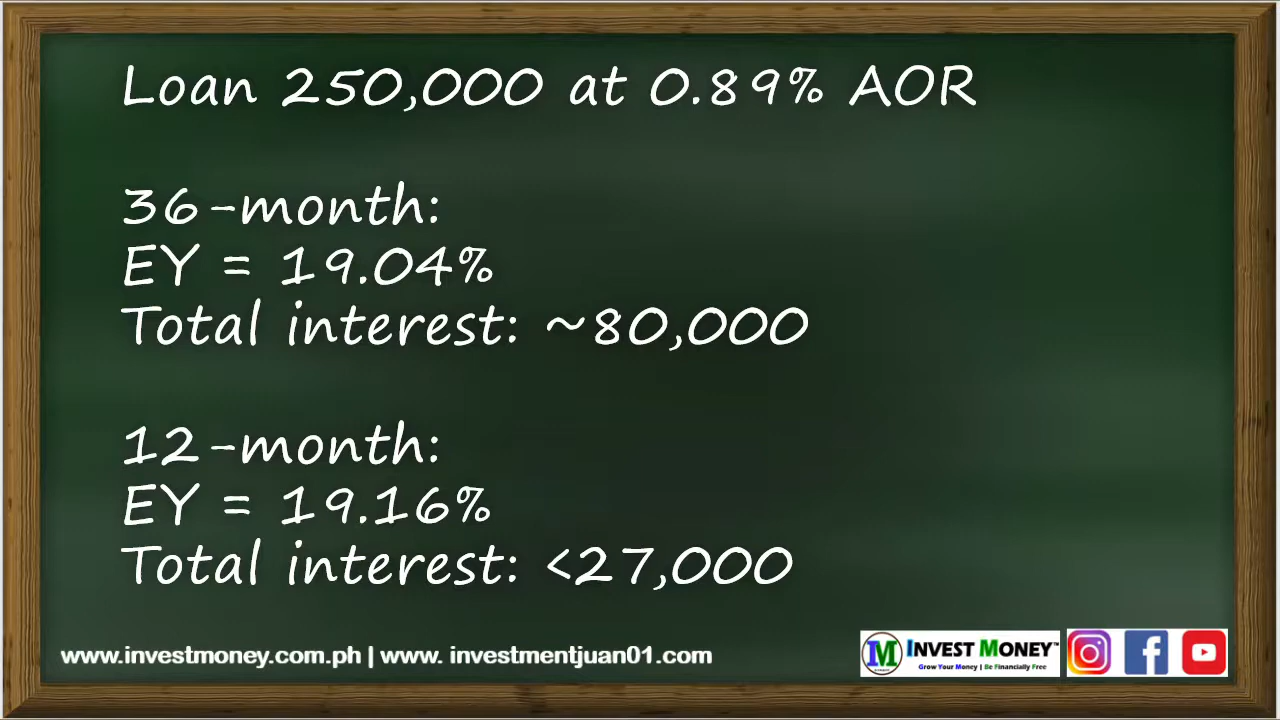 Loan 250,000 at 0.89% AOR
36-month:
EY = 19.04%
Total interest: ~80,000
12-month:
EY = 19.16%
Total interest: <27,000
www.investmoney.com.ph | www. investmentjuan01.com
INVEST MONEY
Grow Your Money | Be Financially Free